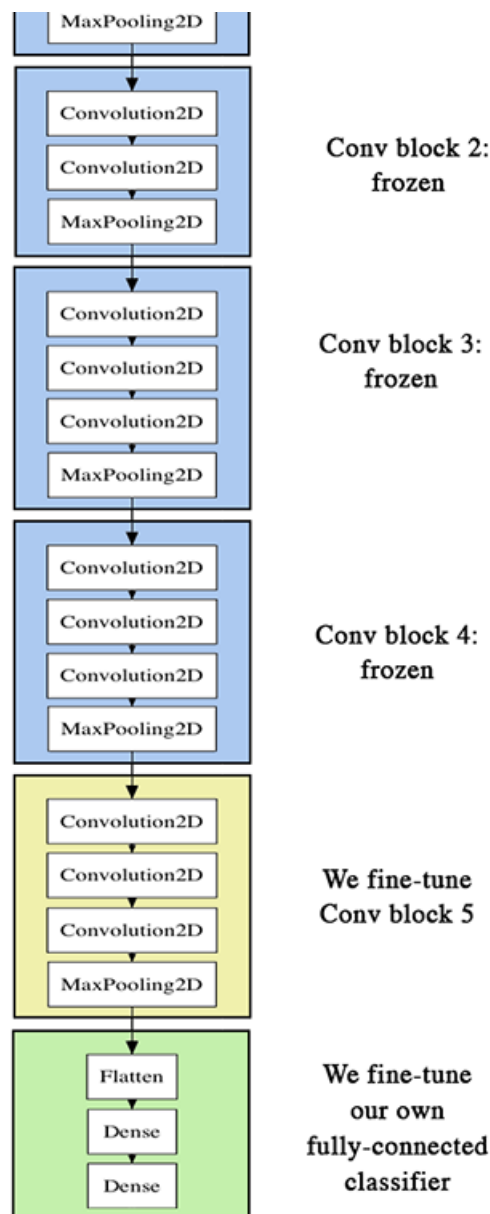 MaxPooling2D
Convolution2D
Convolution2D
MaxPooling2D
Conv block 2:
frozen
Convolution2D
Convolution2D
Convolution2D
MaxPooling2D
Conv block 3:
frozen
Convolution2D
Convolution2D
Convolution2D
MaxPooling2D
Conv block 4:
frozen
Convolution2D
Convolution2D
Convolution2D
MaxPooling2D
We fine-tune
Conv block 5
Flatten
Dense
Dense
We fine-tune
our own
fully-connected
classifier